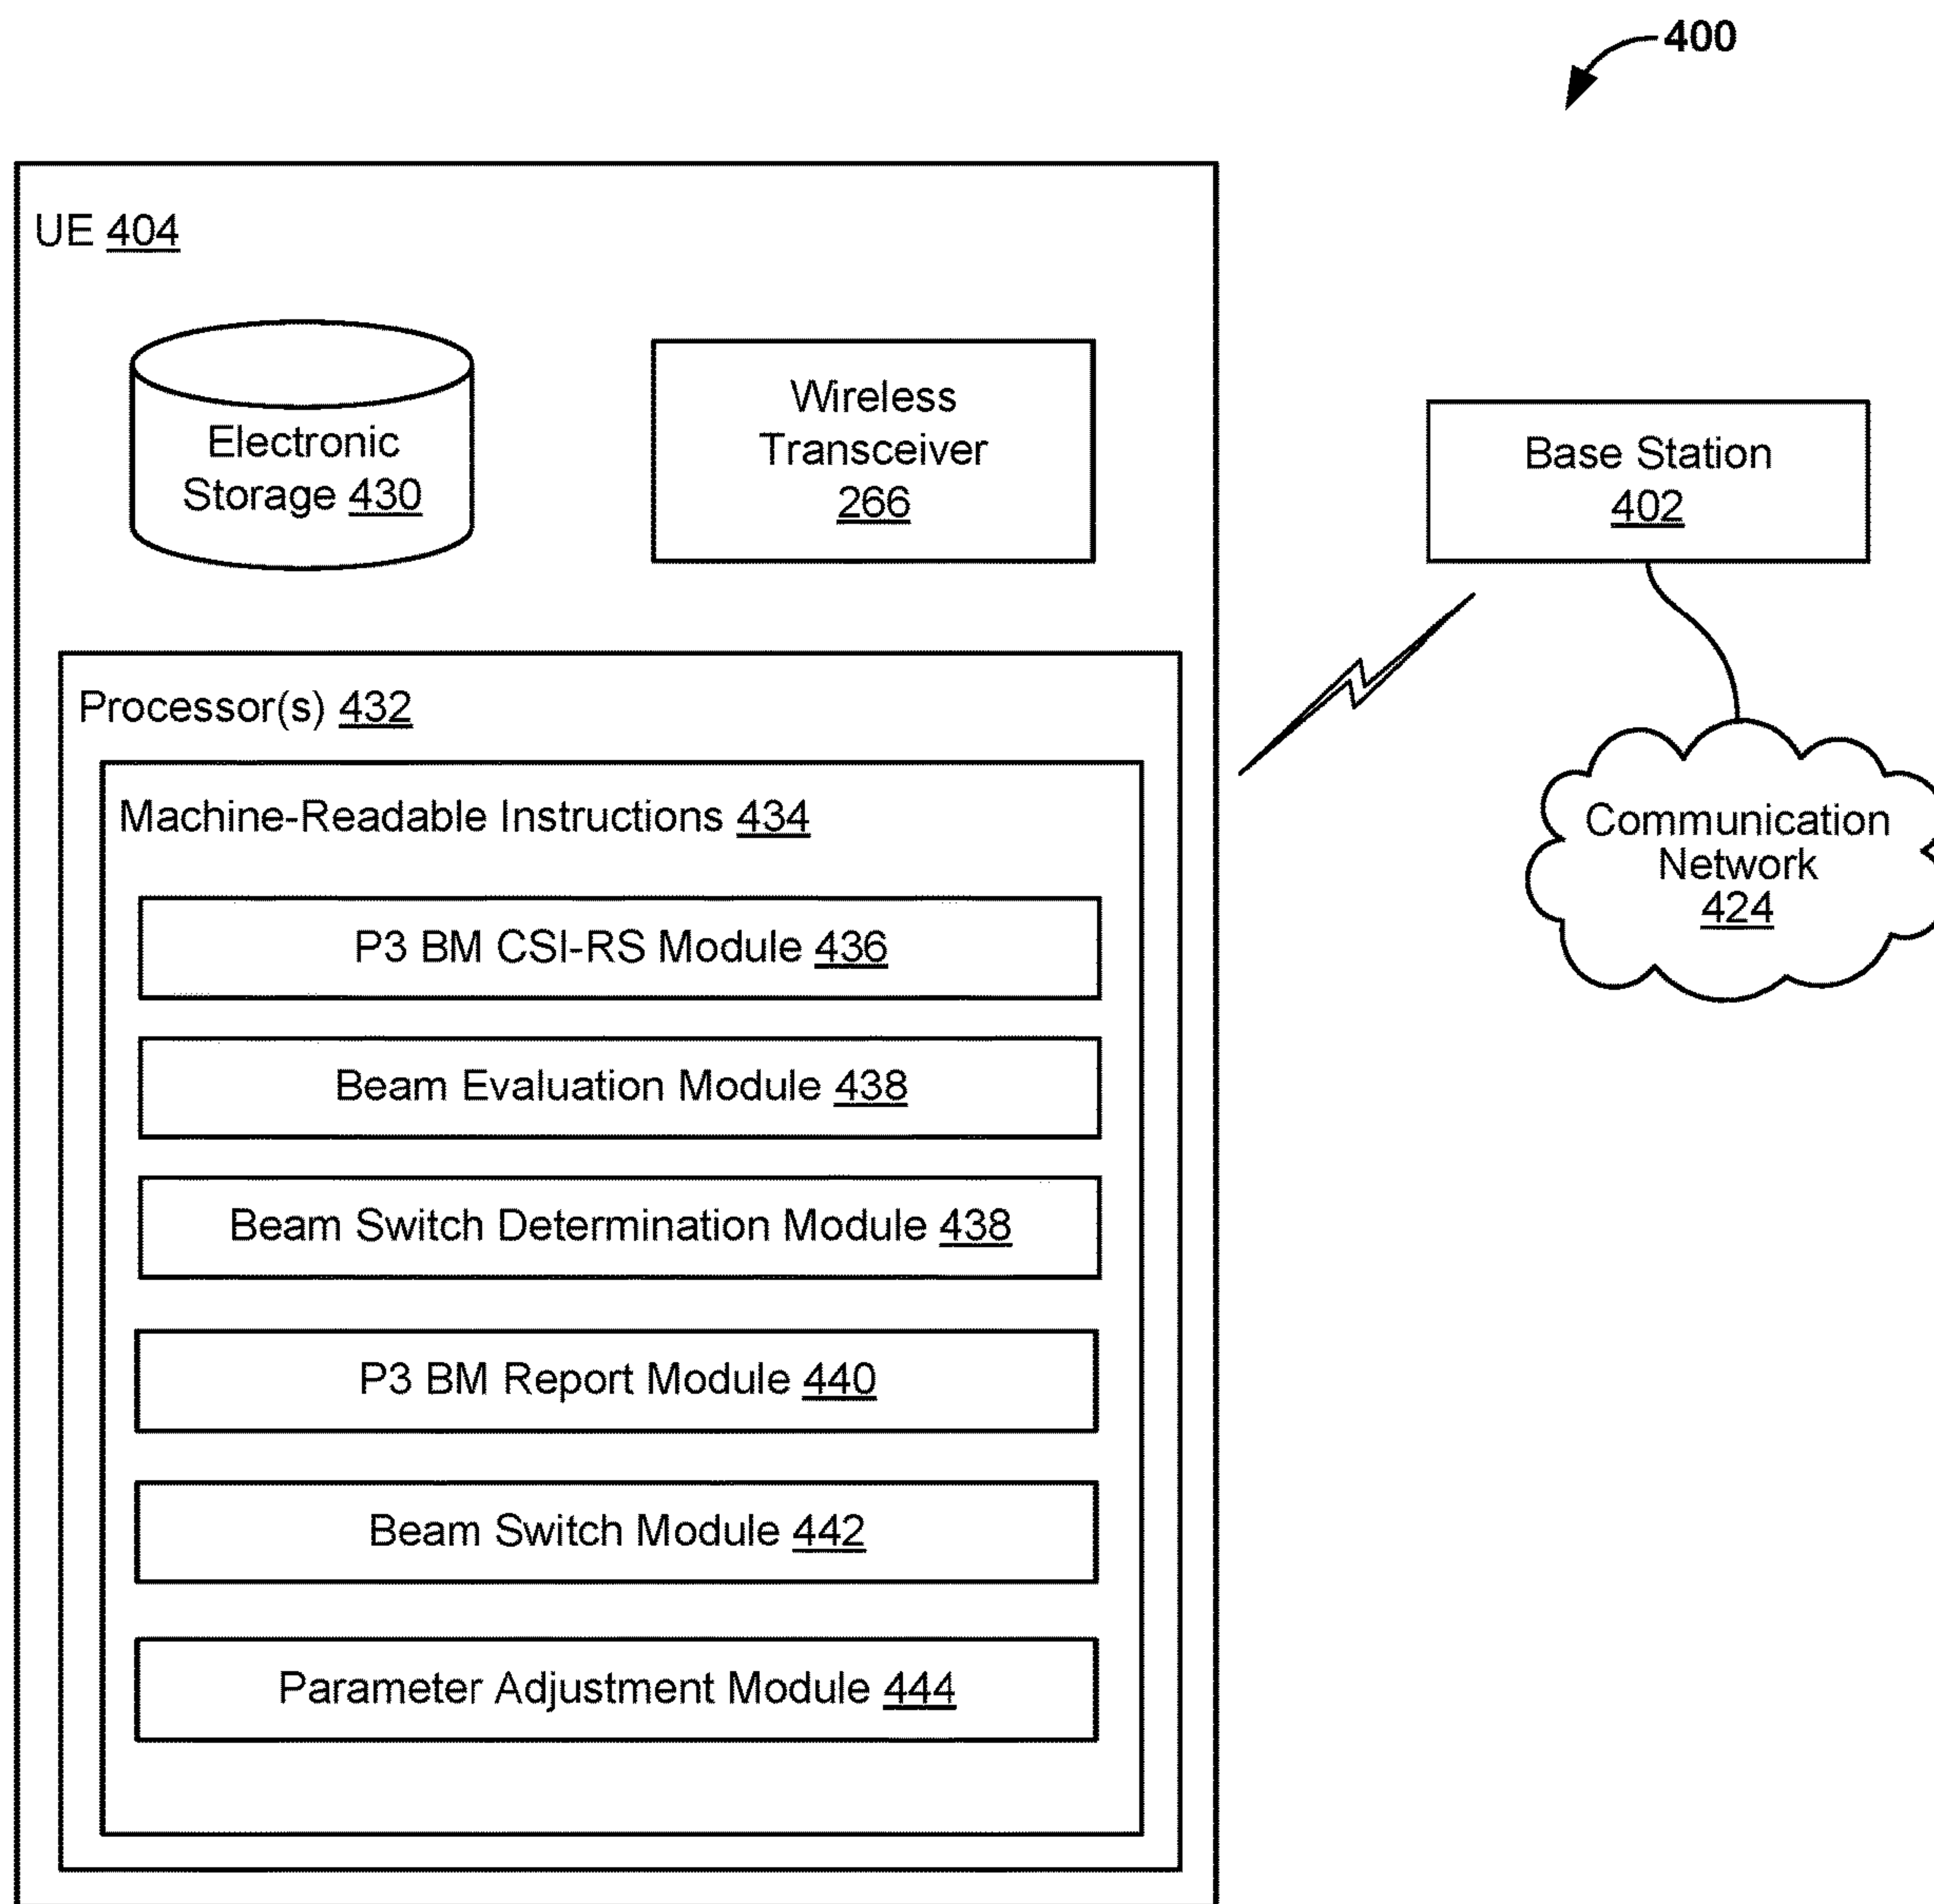 400
UE 404
Electronic
Storage 430
Wireless
Transceiver
266
Base Station
402
Processor(s) 432
Machine-Readable Instructions 434
Communication
Network
424
P3 BM CSI-RS Module 436
Beam Evaluation Module 438
Beam Switch Determination Module 438
P3 BM Report Module 440
Beam Switch Module 442
Parameter Adjustment Module 444